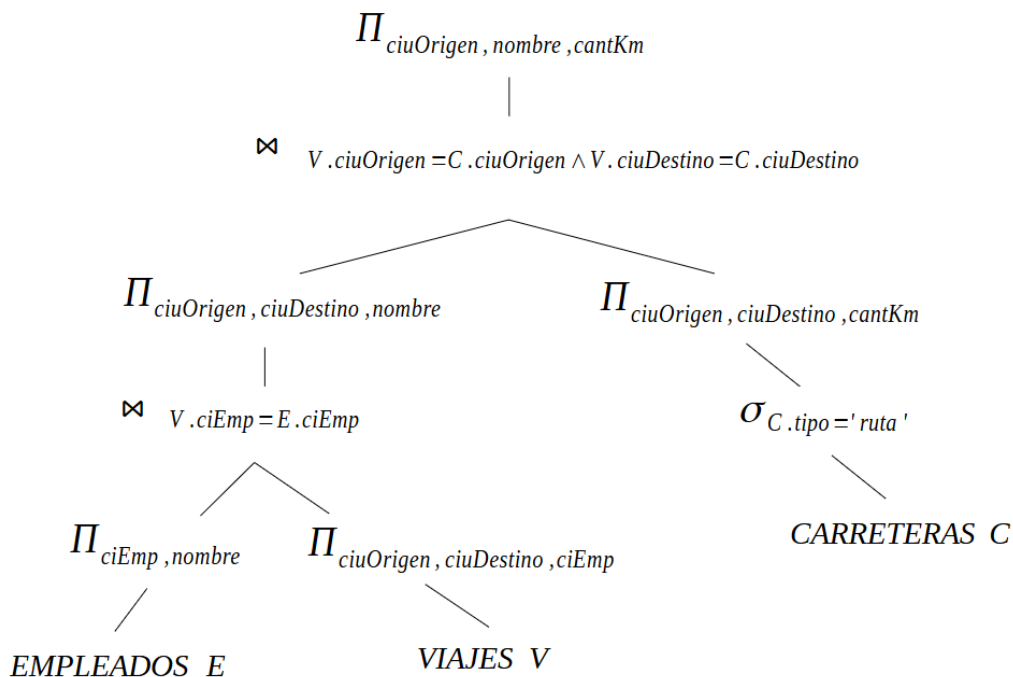 Π ciuOrigen , nombre , cantKm
⋈ V .ciuOrigen =C .ciuOrigen ∧ V . ciuDestino =C . ciuDestino
Π ciuOrigen , ciuDestino , nombre
Π ciuOrigen , ciuDestino , cantKm
⋈ V .ciEmp = E .ciEmp
σ C .tipo =' ruta '
Π ciEmp , nombre
Π ciuOrigen , ciuDestino , ciEmp
CARRETERAS C
EMPLEADOS E
VIAJES V